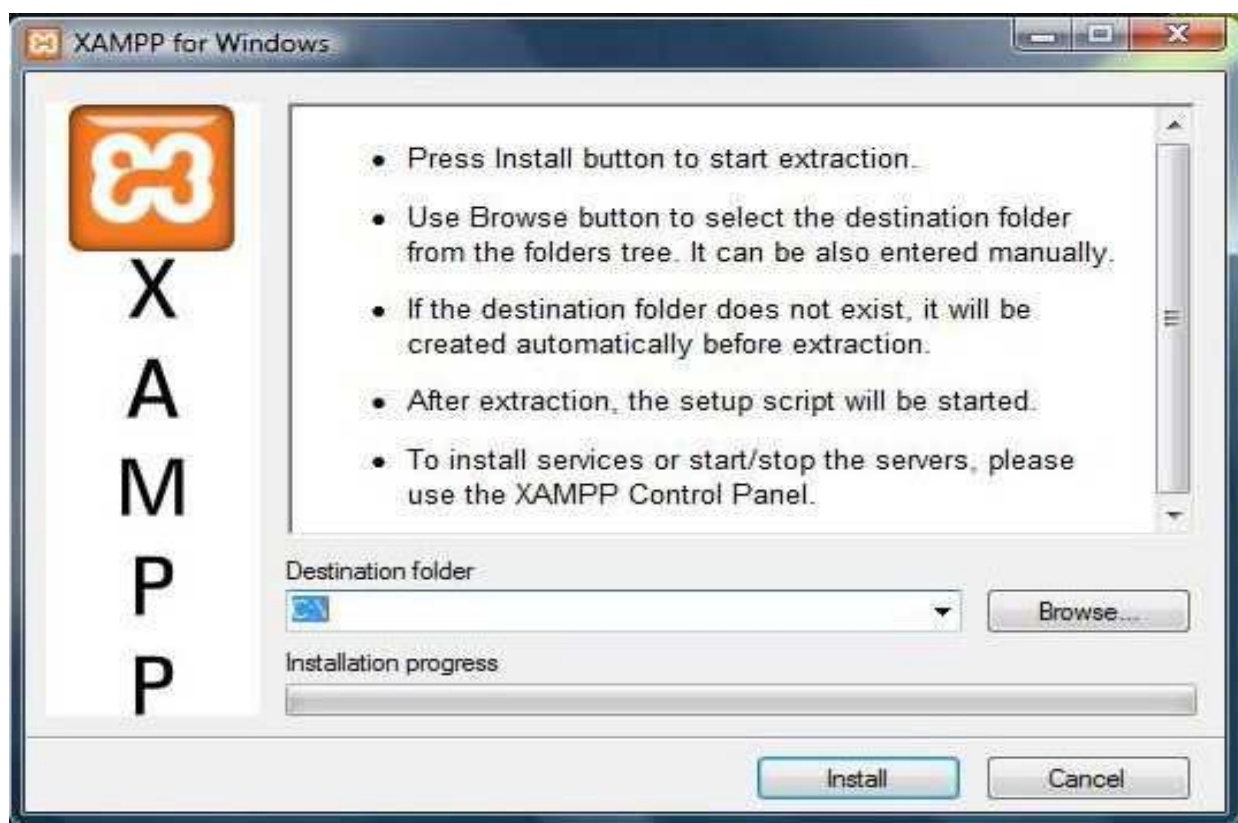 XAMPP for Windows
X
A
M
P
P
• Press Install button to start extraction.
• Use Browse button to select the destination folder
from the folders tree. It can be also entered manually.
• If the destination folder does not exist, it will be
created automatically before extraction.
• After extraction, the setup script will be started.
• To install services or start/stop the servers, please
use the XAMPP Control Panel.
Destination folder
C:\
Browse...
Installation progress
Install
Cancel